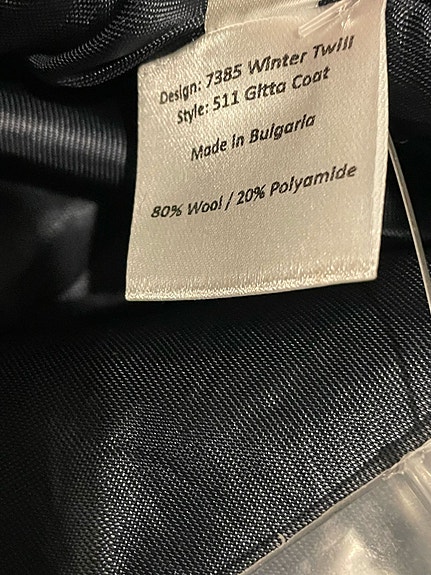 Design: 7385 Winter Twill
Style: 511 Gitta Coat
Made in Bulgaria
80% Wool / 20% Polyamide